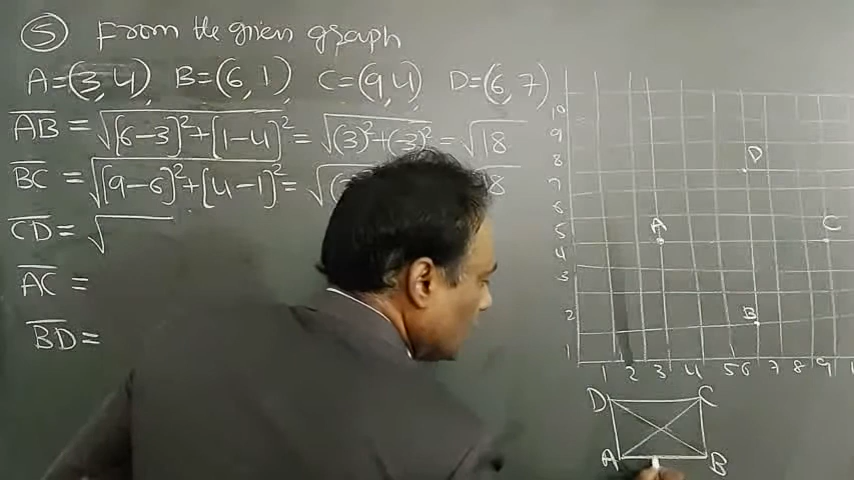 5 From the given graph
A=(3,4), B=(6,1), C=(9,4), D=(6,7)
AB = √[6-3]²+[1-4]² = √(3)²+(-3)² = √18
BC = √[9-6]²+[4-1]² = √( 8
CD = √
AC =
BD =
10
9
8
7
6
5
4
3
2
1
D
A
C
B
1 2 3 4 5 6 7 8 9 1
D C
A B